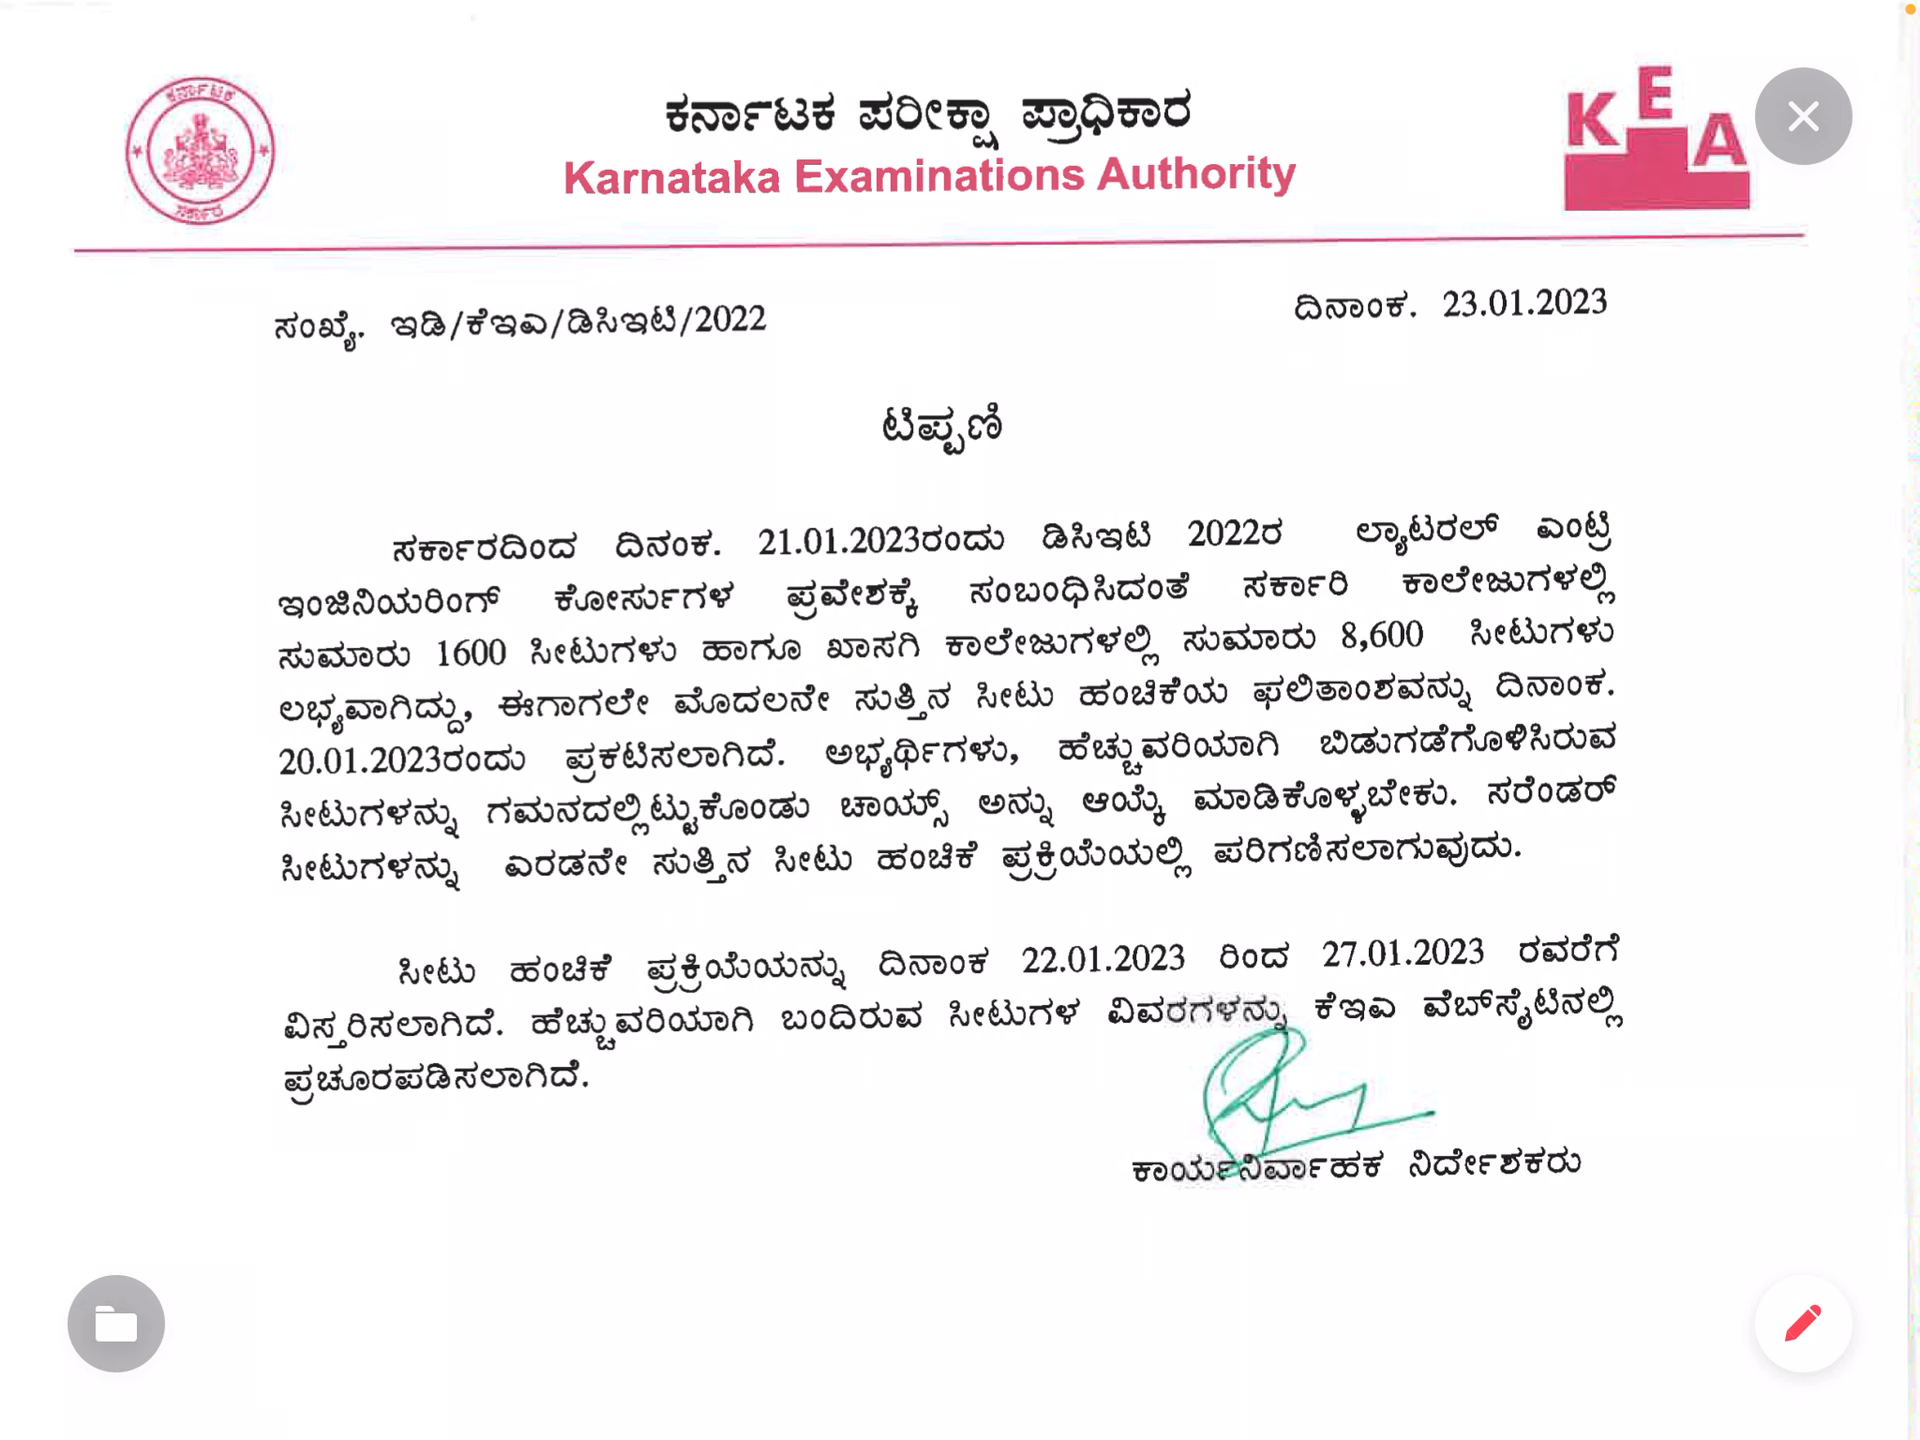 ಕರ್ನಾಟಕ
ಸರ್ಕಾರ
ಕರ್ನಾಟಕ ಪರೀಕ್ಷಾ ಪ್ರಾಧಿಕಾರ
Karnataka Examinations Authority
KEA
ಸಂಖ್ಯೆ. ಇಡಿ/ಕೆಇಎ/ಡಿಸಿಇಟಿ/2022
ದಿನಾಂಕ. 23.01.2023
ಟಿಪ್ಪಣಿ
ಸರ್ಕಾರದಿಂದ ದಿನಂಕ. 21.01.2023ರಂದು ಡಿಸಿಇಟಿ 2022ರ ಲ್ಯಾಟರಲ್ ಎಂಟ್ರಿ
ಇಂಜಿನಿಯರಿಂಗ್ ಕೋರ್ಸುಗಳ ಪ್ರವೇಶಕ್ಕೆ ಸಂಬಂಧಿಸಿದಂತೆ ಸರ್ಕಾರಿ ಕಾಲೇಜುಗಳಲ್ಲಿ
ಸುಮಾರು 1600 ಸೀಟುಗಳು ಹಾಗೂ ಖಾಸಗಿ ಕಾಲೇಜುಗಳಲ್ಲಿ ಸುಮಾರು 8,600 ಸೀಟುಗಳು
ಲಭ್ಯವಾಗಿದ್ದು, ಈಗಾಗಲೇ ಮೊದಲನೇ ಸುತ್ತಿನ ಸೀಟು ಹಂಚಿಕೆಯ ಫಲಿತಾಂಶವನ್ನು ದಿನಾಂಕ.
20.01.2023ರಂದು ಪ್ರಕಟಿಸಲಾಗಿದೆ. ಅಭ್ಯರ್ಥಿಗಳು, ಹೆಚ್ಚುವರಿಯಾಗಿ ಬಿಡುಗಡೆಗೊಳಿಸಿರುವ
ಸೀಟುಗಳನ್ನು ಗಮನದಲ್ಲಿಟ್ಟುಕೊಂಡು ಚಾಯ್ಸ್ ಅನ್ನು ಆಯ್ಕೆ ಮಾಡಿಕೊಳ್ಳಬೇಕು. ಸರೆಂಡರ್
ಸೀಟುಗಳನ್ನು ಎರಡನೇ ಸುತ್ತಿನ ಸೀಟು ಹಂಚಿಕೆ ಪ್ರಕ್ರಿಯೆಯಲ್ಲಿ ಪರಿಗಣಿಸಲಾಗುವುದು.
ಸೀಟು ಹಂಚಿಕೆ ಪ್ರಕ್ರಿಯೆಯನ್ನು ದಿನಾಂಕ 22.01.2023 ರಿಂದ 27.01.2023 ರವರೆಗೆ
ವಿಸ್ತರಿಸಲಾಗಿದೆ. ಹೆಚ್ಚುವರಿಯಾಗಿ ಬಂದಿರುವ ಸೀಟುಗಳ ವಿವರಗಳನ್ನು ಕೆಇಎ ವೆಬ್‌ಸೈಟಿನಲ್ಲಿ
ಪ್ರಚೂರಪಡಿಸಲಾಗಿದೆ.
ಕಾರ್ಯನಿರ್ವಾಹಕ ನಿರ್ದೇಶಕರು